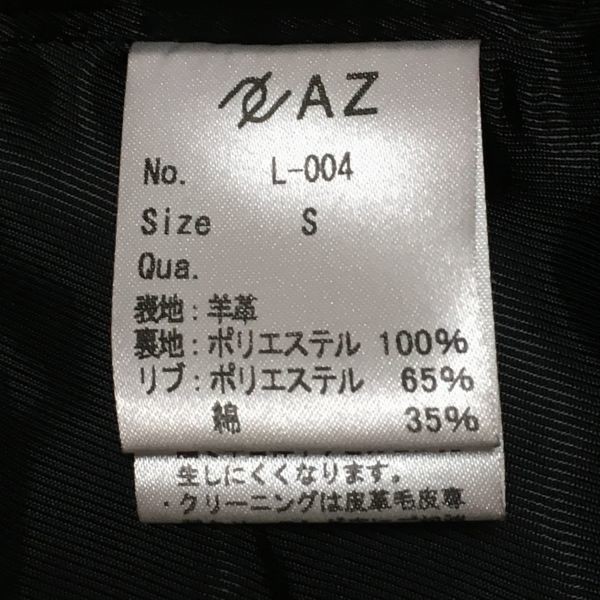 AZ
No. L-004
Size S
Qua.
表地：羊革
裏地：ポリエステル 100%
リブ：ポリエステル 65%
綿 35%
生しにくくなります。
・クリーニングは皮革毛皮専